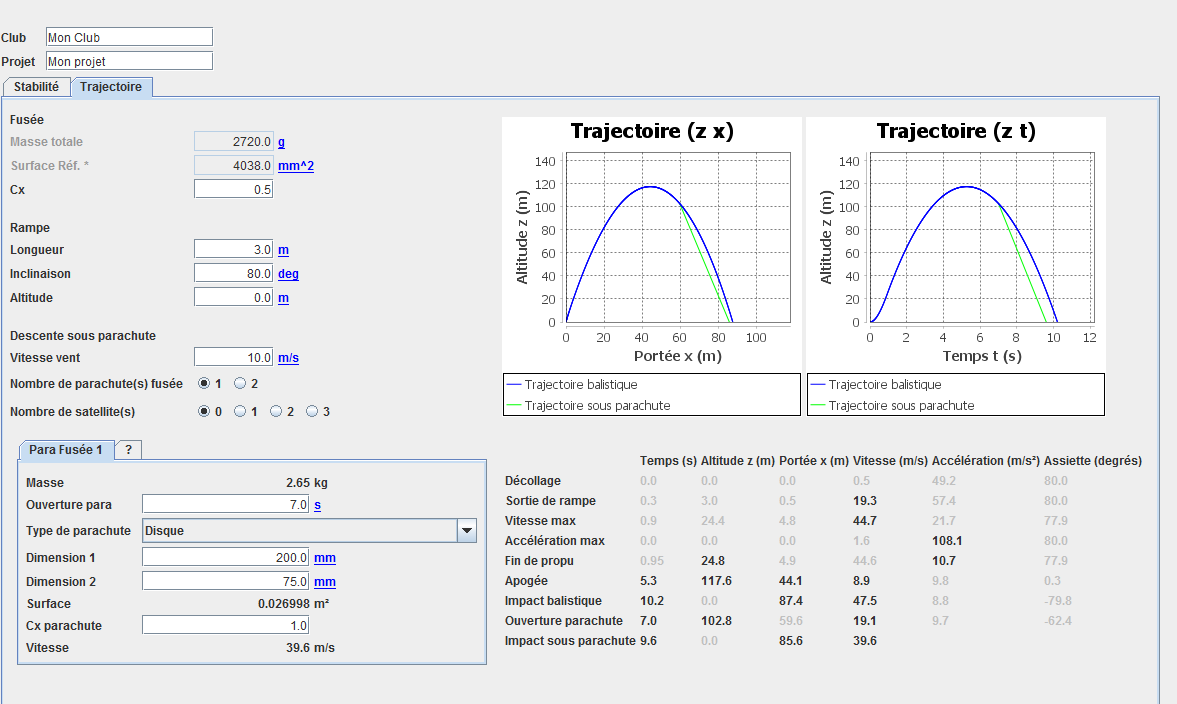 Club Mon Club
Projet Mon projet
Stabilité Trajectoire
Fusée
Masse totale 2720.0 g
Surface Réf. * 4038.0 mm^2
Cx 0.5
Rampe
Longueur 3.0 m
Inclinaison 80.0 deg
Altitude 0.0 m
Descente sous parachute
Vitesse vent 10.0 m/s
Nombre de parachute(s) fusée 1 2
Nombre de satellite(s) 0 1 2 3
Para Fusée 1 ?
Masse 2.65 kg
Ouverture para 7.0 s
Type de parachute Disque
Dimension 1 200.0 mm
Dimension 2 75.0 mm
Surface 0.026998 m²
Cx parachute 1.0
Vitesse 39.6 m/s
Trajectoire (z x)
Altitude z (m)
140
120
100
80
60
40
20
0
0 20 40 60 80 100
Portée x (m)
Trajectoire balistique
Trajectoire sous parachute
Trajectoire (z t)
Altitude z (m)
140
120
100
80
60
40
20
0
0 2 4 6 8 10 12
Temps t (s)
Trajectoire balistique
Trajectoire sous parachute
Temps (s) Altitude z (m) Portée x (m) Vitesse (m/s) Accélération (m/s²) Assiette (degrés)
Décollage 0.0 0.0 0.0 0.5 49.2 80.0
Sortie de rampe 0.3 3.0 0.5 19.3 57.4 80.0
Vitesse max 0.9 24.4 4.8 44.7 21.7 77.9
Accélération max 0.0 0.0 0.0 1.6 108.1 80.0
Fin de propu 0.95 24.8 4.9 44.6 10.7 77.9
Apogée 5.3 117.6 44.1 8.9 9.8 0.3
Impact balistique 10.2 0.0 87.4 47.5 8.8 -79.8
Ouverture parachute 7.0 102.8 59.6 19.1 9.7 -62.4
Impact sous parachute 9.6 0.0 85.6 39.6